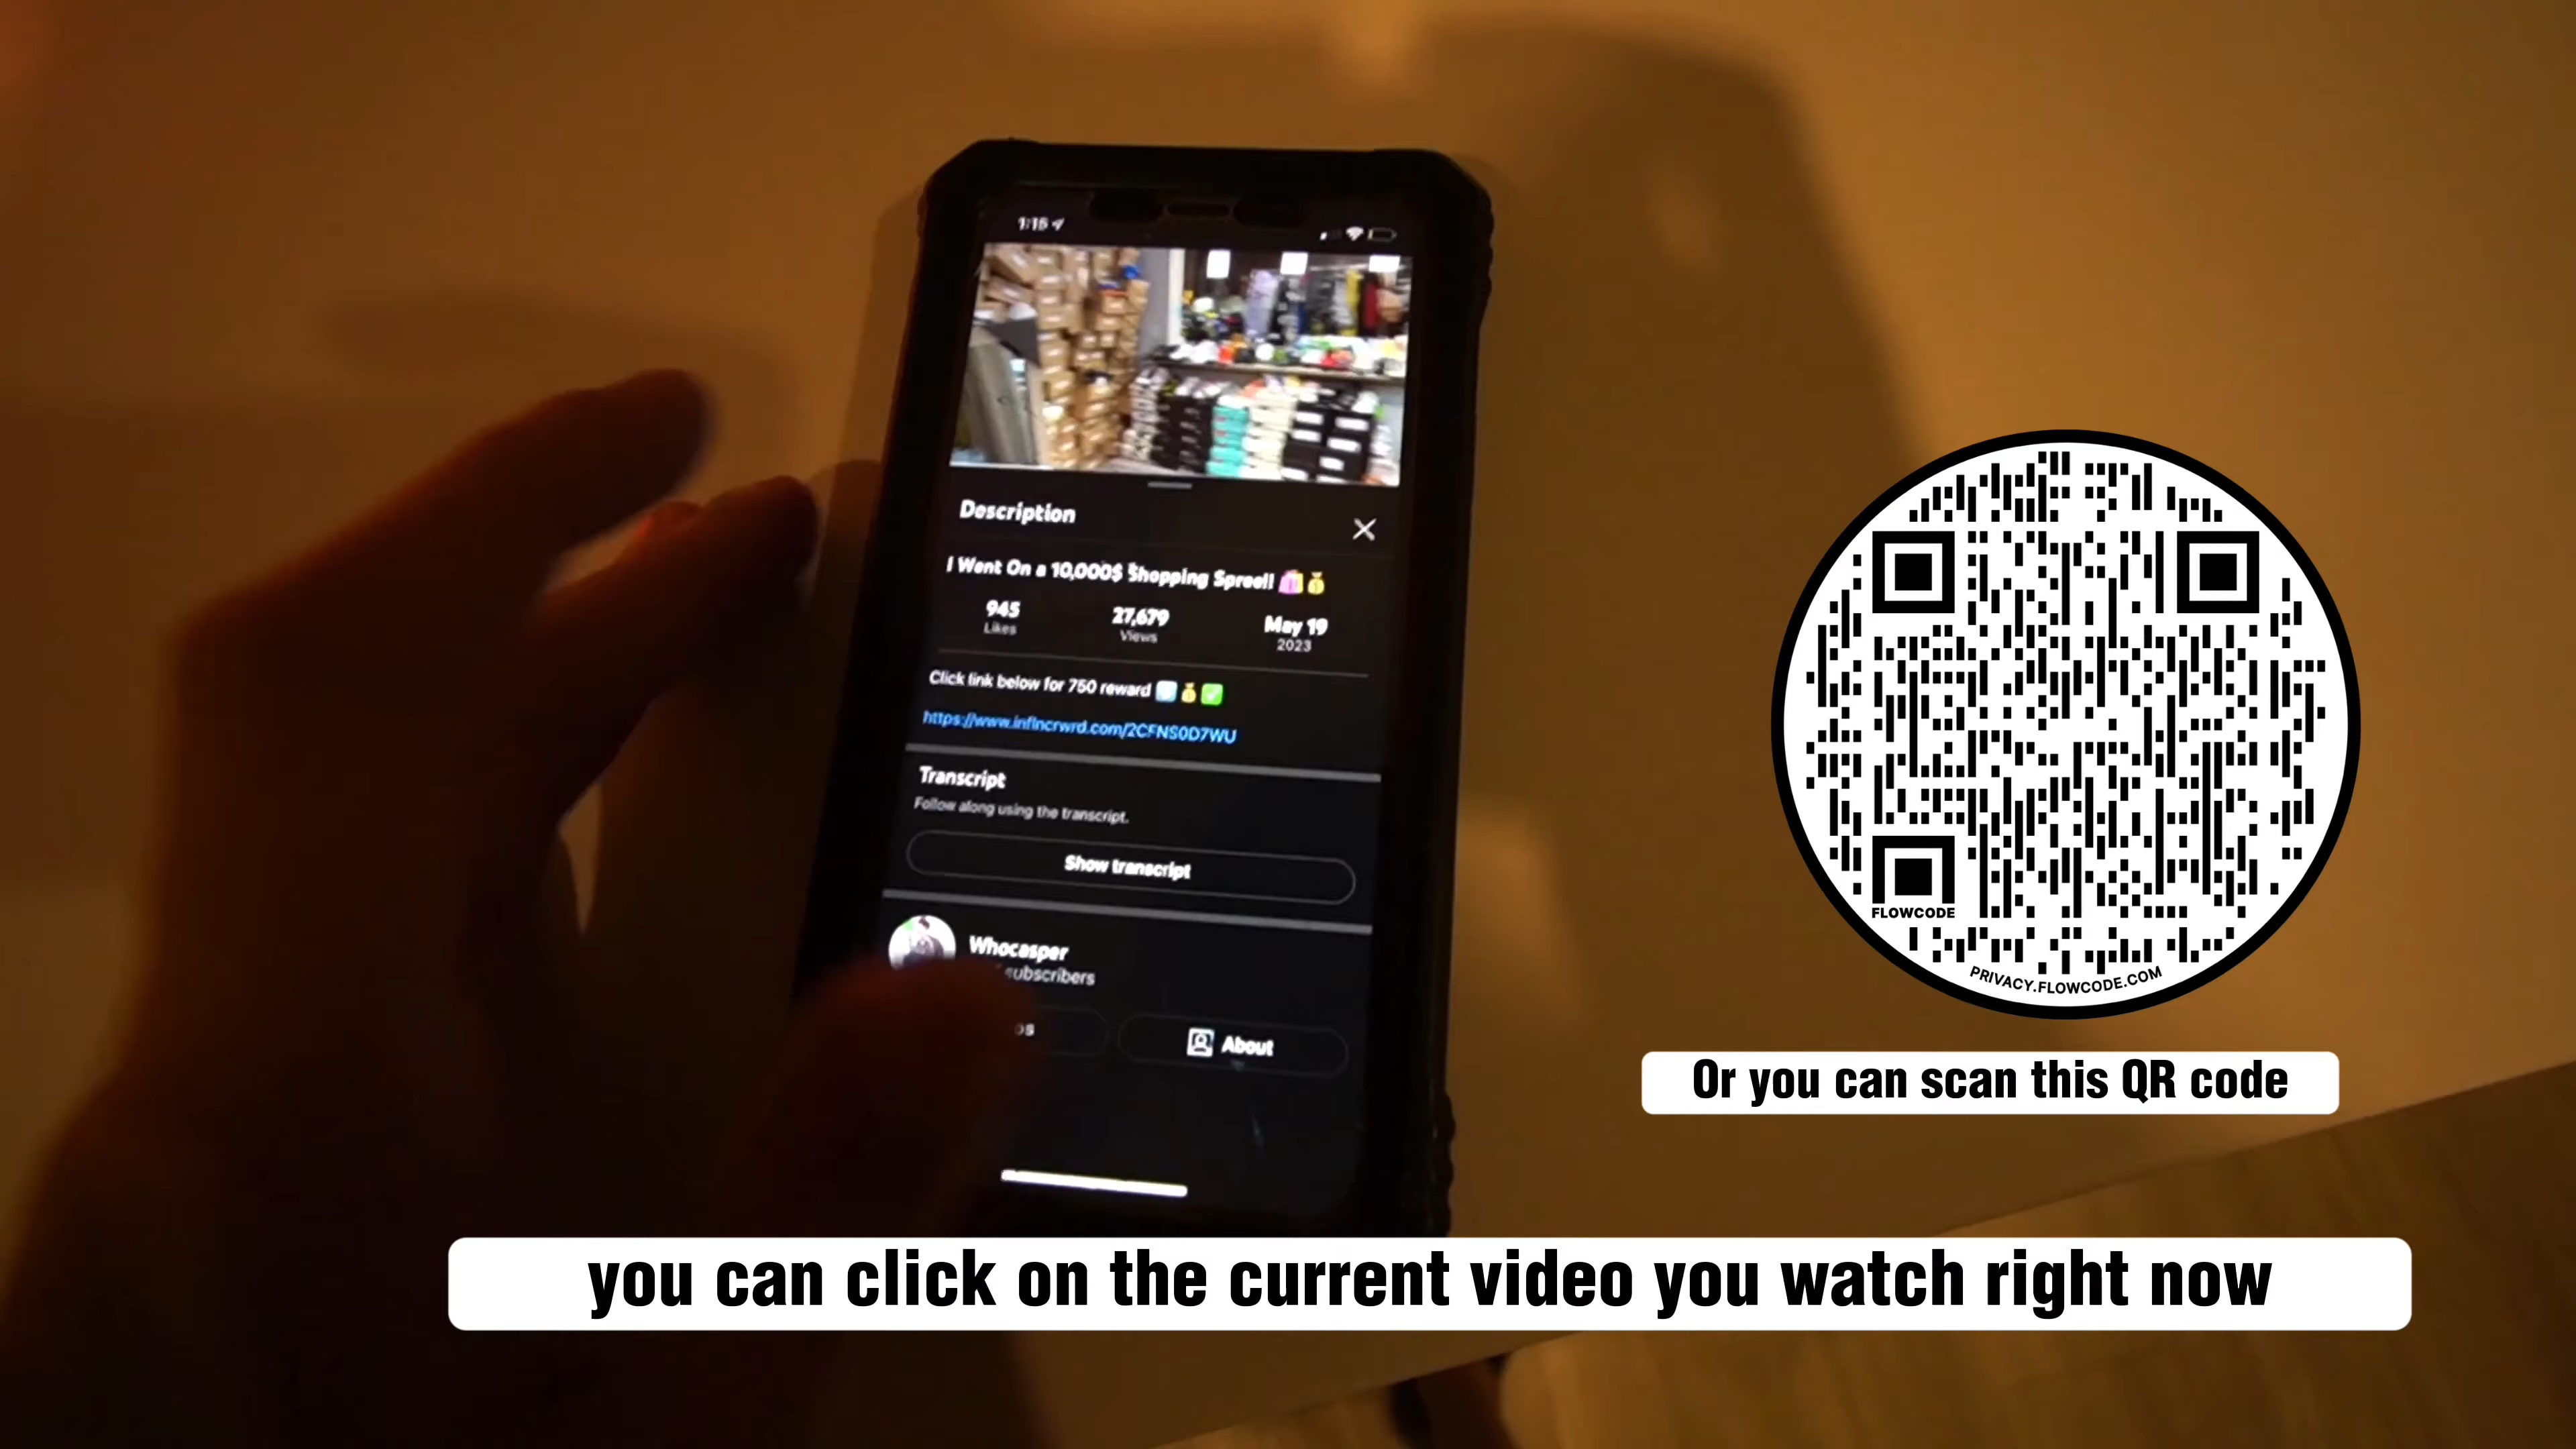 1:15
Description
I Went On a 10,000$ Shopping Spree!!
945
27,679
May 19
Likes
Views
2023
Click link below for 750 reward
https://www.inflncrwrd.com/2CFNS0D7WU
Transcript
Follow along using the transcript.
Show transcript
Whocasper
subscribers
os
About
FLOWCODE
PRIVACY.FLOWCODE.COM
Or you can scan this QR code
you can click on the current video you watch right now